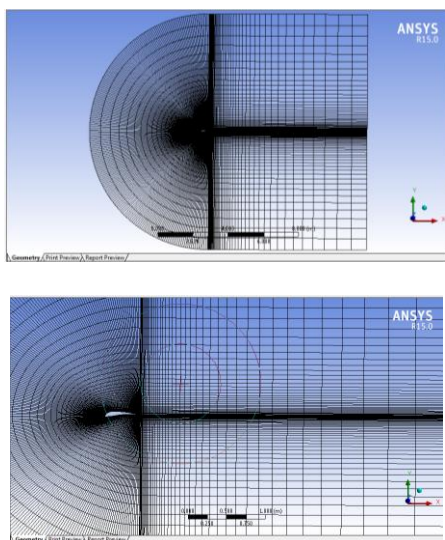 ANSYS
R15.0
Y
X
Geometry / Print Preview / Report Preview /
ANSYS
R15.0
Y
X
0.000 0.500 1.000 (m)
0.250 0.750
Geometry / Print Preview / Report Preview /